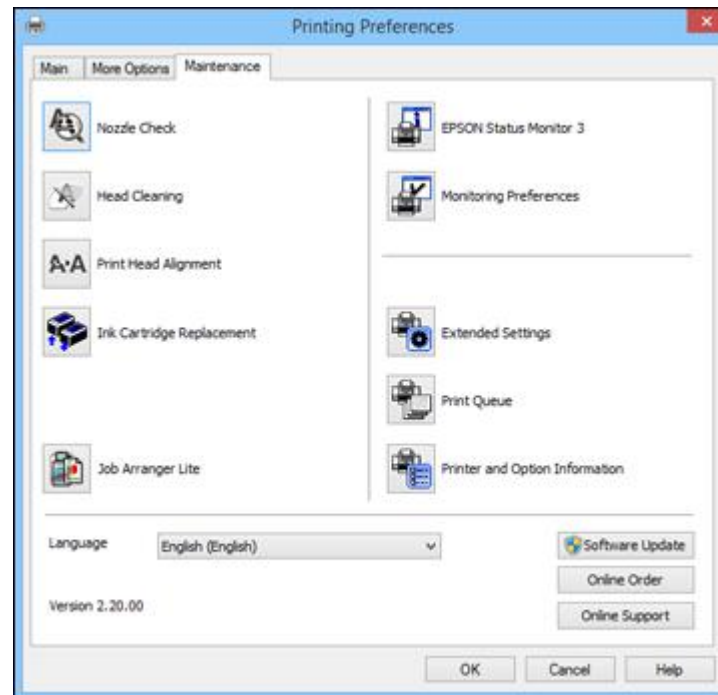 Printing Preferences
Main
More Options
Maintenance
Nozzle Check
Head Cleaning
A·A Print Head Alignment
Ink Cartridge Replacement
Job Arranger Lite
EPSON Status Monitor 3
Monitoring Preferences
Extended Settings
Print Queue
Printer and Option Information
Language
English (English)
Version 2.20.00
Software Update
Online Order
Online Support
OK
Cancel
Help